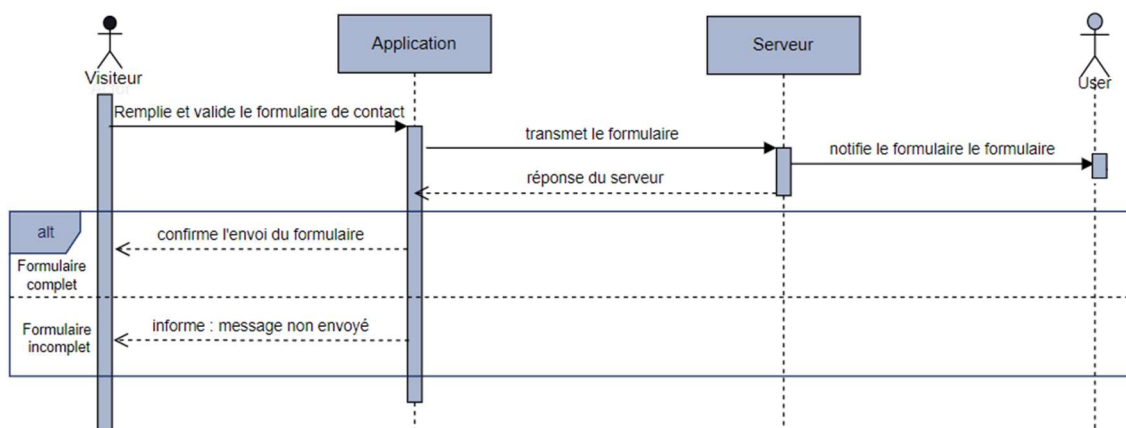 Application
Serveur
Visiteur
User
Remplie et valide le formulaire de contact
transmet le formulaire
notifie le formulaire le formulaire
réponse du serveur
alt
confirme l'envoi du formulaire
Formulaire
complet
informe : message non envoyé
Formulaire
incomplet